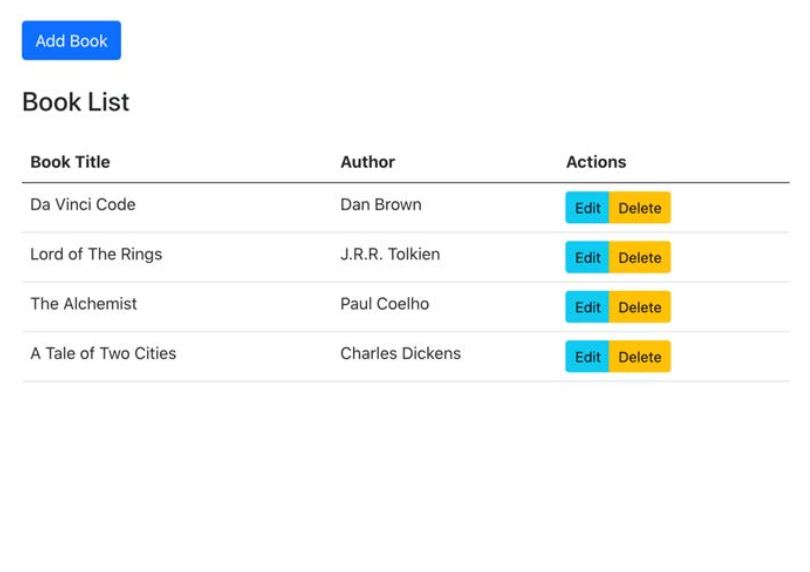 Add Book
Book List
Book Title Author Actions
Da Vinci Code Dan Brown Edit Delete
Lord of The Rings J.R.R. Tolkien Edit Delete
The Alchemist Paul Coelho Edit Delete
A Tale of Two Cities Charles Dickens Edit Delete